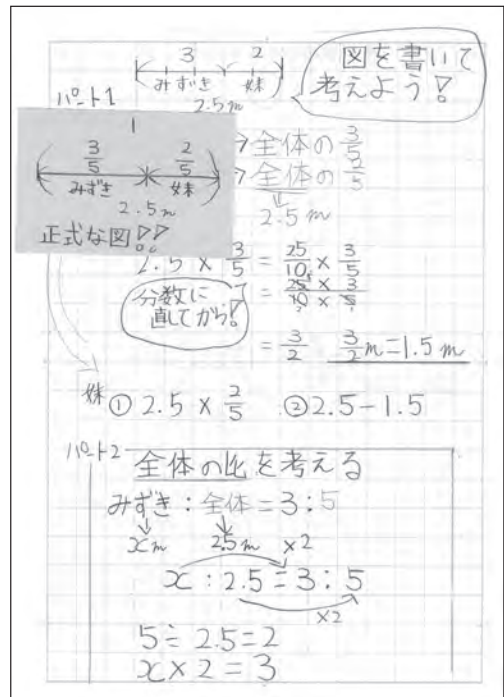 3 2
みずき 妹
2.5m
図を書いて
考えよう!
パート1
1
3/5 2/5
みずき 妹
2.5m
正式な図!!
→全体の3/5
→全体の2/5
2.5m
2.5 × 3/5 = 25/10 × 3/5
分数に
直してから!
= 25×3/10×5
= 3/2 3/2m=1.5m
妹 ① 2.5 × 2/5 ② 2.5-1.5
パート2
全体の比を考える
みずき:全体=3:5
xm 2.5m ×2
x:2.5=3:5
×2
5÷2.5=2
x×2=3